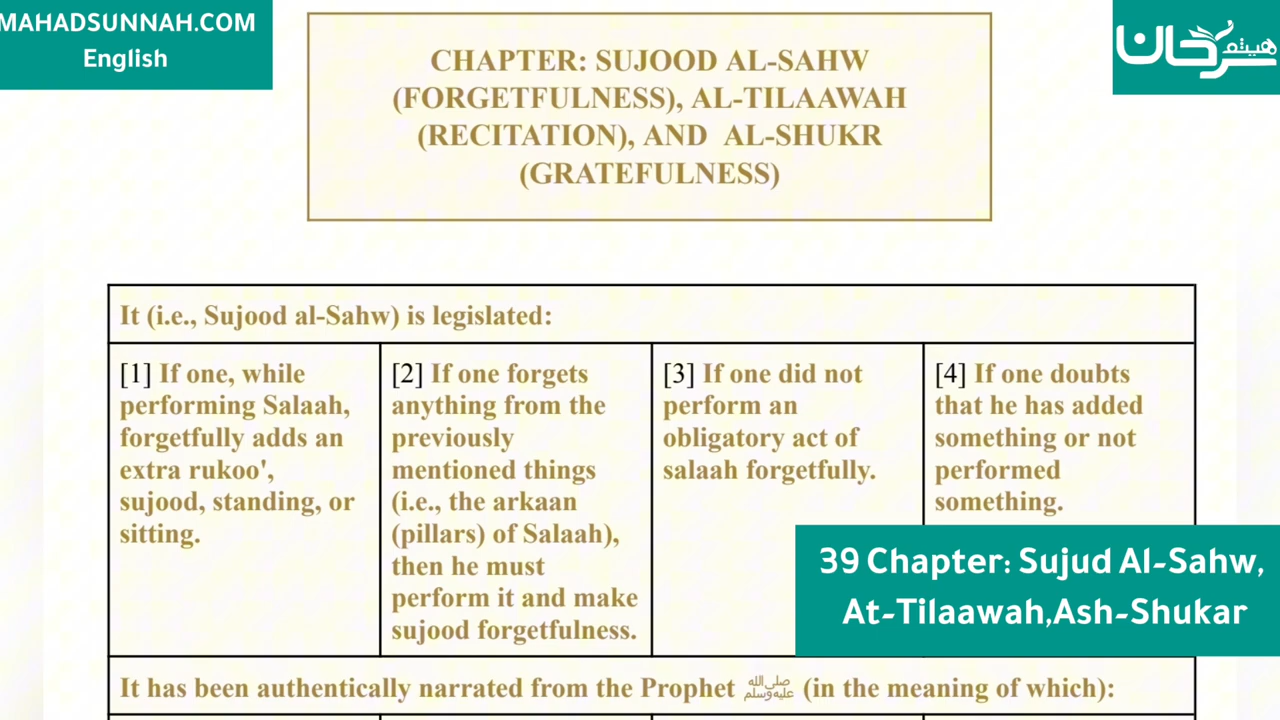 MAHADSUNNAH.COM
English
هيئم
سرحان
CHAPTER: SUJOOD AL-SAHW
(FORGETFULNESS), AL-TILAAWAH
(RECITATION), AND AL-SHUKR
(GRATEFULNESS)
It (i.e., Sujood al-Sahw) is legislated:
[1] If one, while
performing Salaah,
forgetfully adds an
extra rukoo',
sujood, standing, or
sitting.
[2] If one forgets
anything from the
previously
mentioned things
(i.e., the arkaan
(pillars) of Salaah),
then he must
perform it and make
sujood forgetfulness.
[3] If one did not
perform an
obligatory act of
salaah forgetfully.
[4] If one doubts
that he has added
something or not
performed
something.
39 Chapter: Sujud Al-Sahw,
At-Tilaawah,Ash-Shukar
It has been authentically narrated from the Prophet صلى الله عليه وسلم (in the meaning of which):